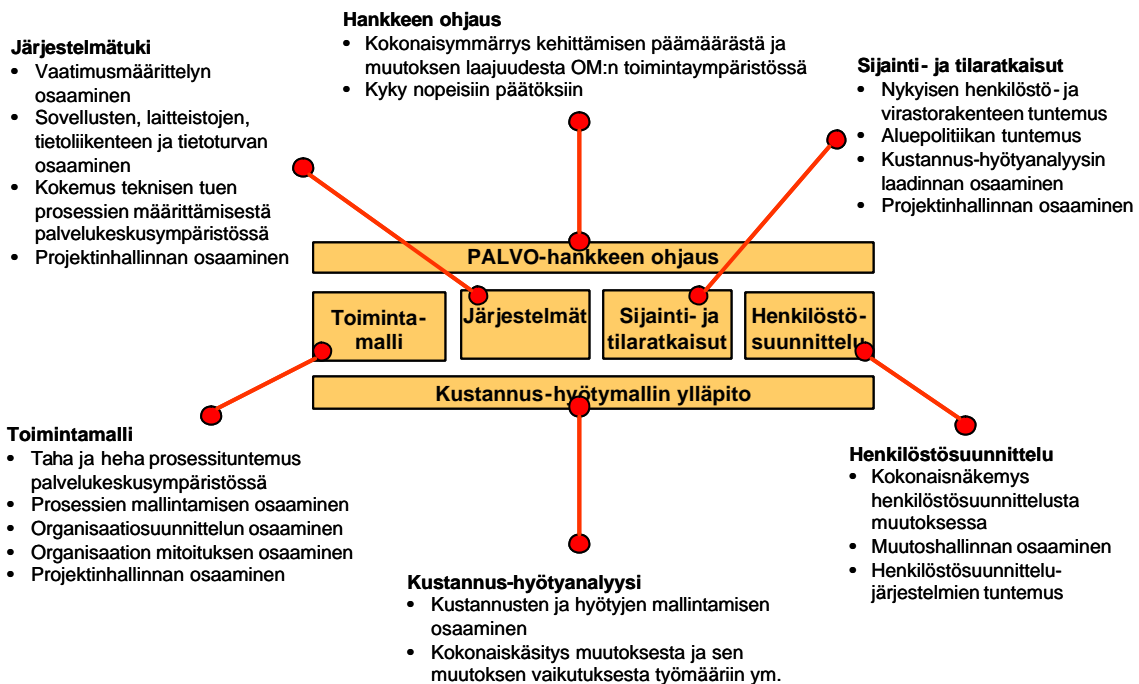 Hankkeen ohjaus
• Kokonaisymmärrys kehittämisen päämäärästä ja
muutoksen laajuudesta OM:n toimintaympäristössä
• Kyky nopeisiin päätöksiin
Järjestelmätuki
• Vaatimusmäärittelyn
osaaminen
• Sovellusten, laitteistojen,
tietoliikenteen ja tietoturvan
osaaminen
• Kokemus teknisen tuen
prosessien määrittämisestä
palvelukeskusympäristössä
• Projektinhallinnan osaaminen
Sijainti- ja tilaratkaisut
• Nykyisen henkilöstö- ja
virastorakenteen tuntemus
• Aluepolitiikan tuntemus
• Kustannus-hyötyanalyysin
laadinnan osaaminen
• Projektinhallinnan osaaminen
PALVO-hankkeen ohjaus
Toiminta-
malli
Järjestelmät
Sijainti- ja
tilaratkaisut
Henkilöstö-
suunnittelu
Kustannus-hyötymallin ylläpito
Toimintamalli
• Taha ja heha prosessituntemus
palvelukeskusympäristössä
• Prosessien mallintamisen osaaminen
• Organisaatiosuunnittelun osaaminen
• Organisaation mitoituksen osaaminen
• Projektinhallinnan osaaminen
Kustannus-hyötyanalyysi
• Kustannusten ja hyötyjen mallintamisen
osaaminen
• Kokonaiskäsitys muutoksesta ja sen
muutoksen vaikutuksesta työmääriin ym.
Henkilöstösuunnittelu
• Kokonaisnäkemys
henkilöstösuunnittelusta
muutoksessa
• Muutoshallinnan osaaminen
• Henkilöstösuunnittelu-
järjestelmien tuntemus